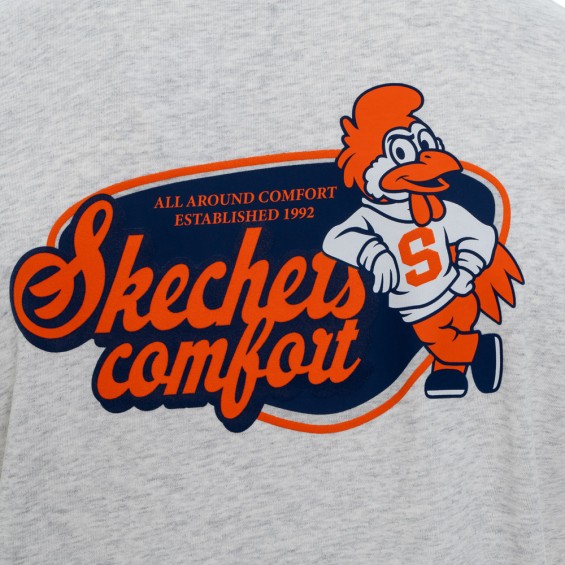 ALL AROUND COMFORT
ESTABLISHED 1992
Skechers
comfort
S